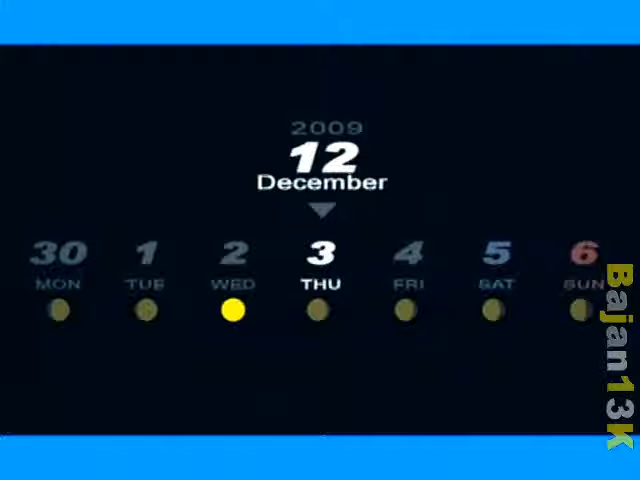 2009
12
December
30 1 2 3 4 5 6
MON TUE WED THU FRI SAT SUN
Bajan13K